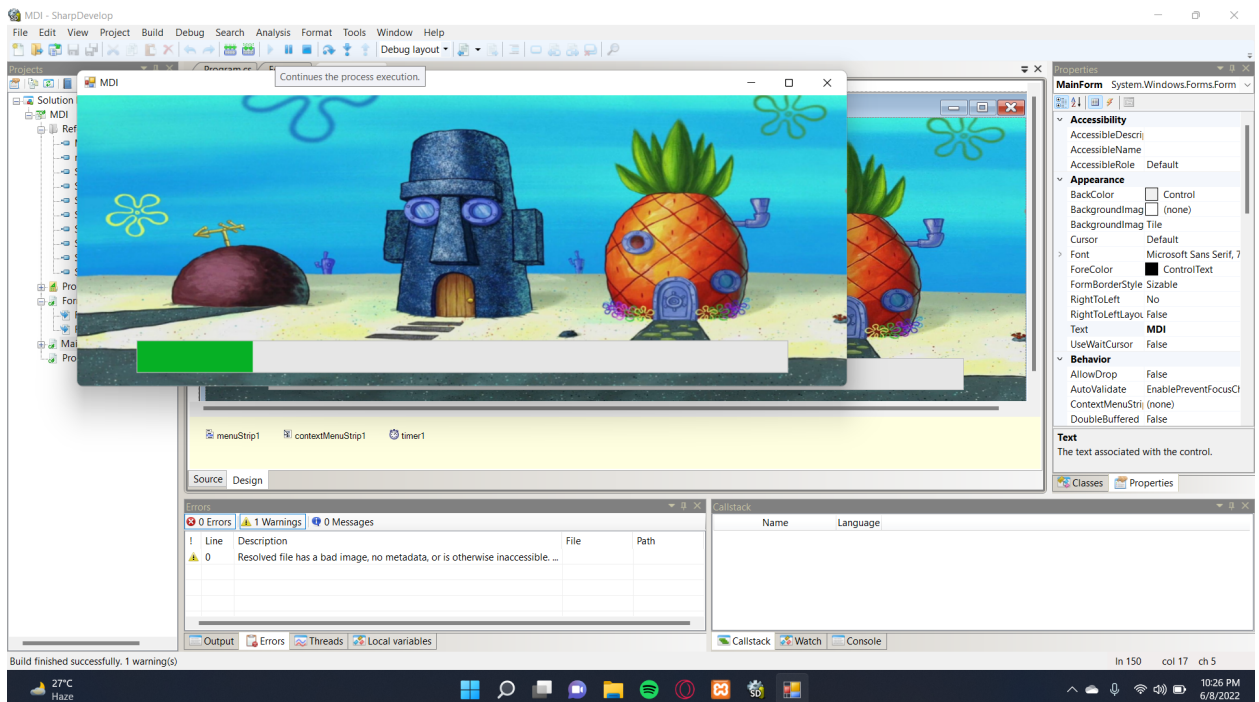 MDI - SharpDevelop
File Edit View Project Build Debug Search Analysis Format Tools Window Help
Debug layout
Projects
Program.cs
Continues the process execution.
MDI
Solution
MDI
Ref
Pro
For
Mai
Pro
menuStrip1 contextMenuStrip1 timer1
Source Design
Properties
MainForm System.Windows.Forms.Form
Accessibility
AccessibleDescri
AccessibleName
AccessibleRole Default
Appearance
BackColor Control
BackgroundImag (none)
BackgroundImag Tile
Cursor Default
Font Microsoft Sans Serif, 7
ForeColor ControlText
FormBorderStyle Sizable
RightToLeft No
RightToLeftLayou False
Text MDI
UseWaitCursor False
Behavior
AllowDrop False
AutoValidate EnablePreventFocusCh
ContextMenuStri (none)
DoubleBuffered False
Text
The text associated with the control.
Classes Properties
Errors
0 Errors 1 Warnings 0 Messages
! Line Description File Path
0 Resolved file has a bad image, no metadata, or is otherwise inaccessible. ...
Output Errors Threads Local variables
Callstack
Name Language
Callstack Watch Console
Build finished successfully. 1 warning(s)
ln 150 col 17 ch 5
27°C
Haze
SD
10:26 PM
6/8/2022